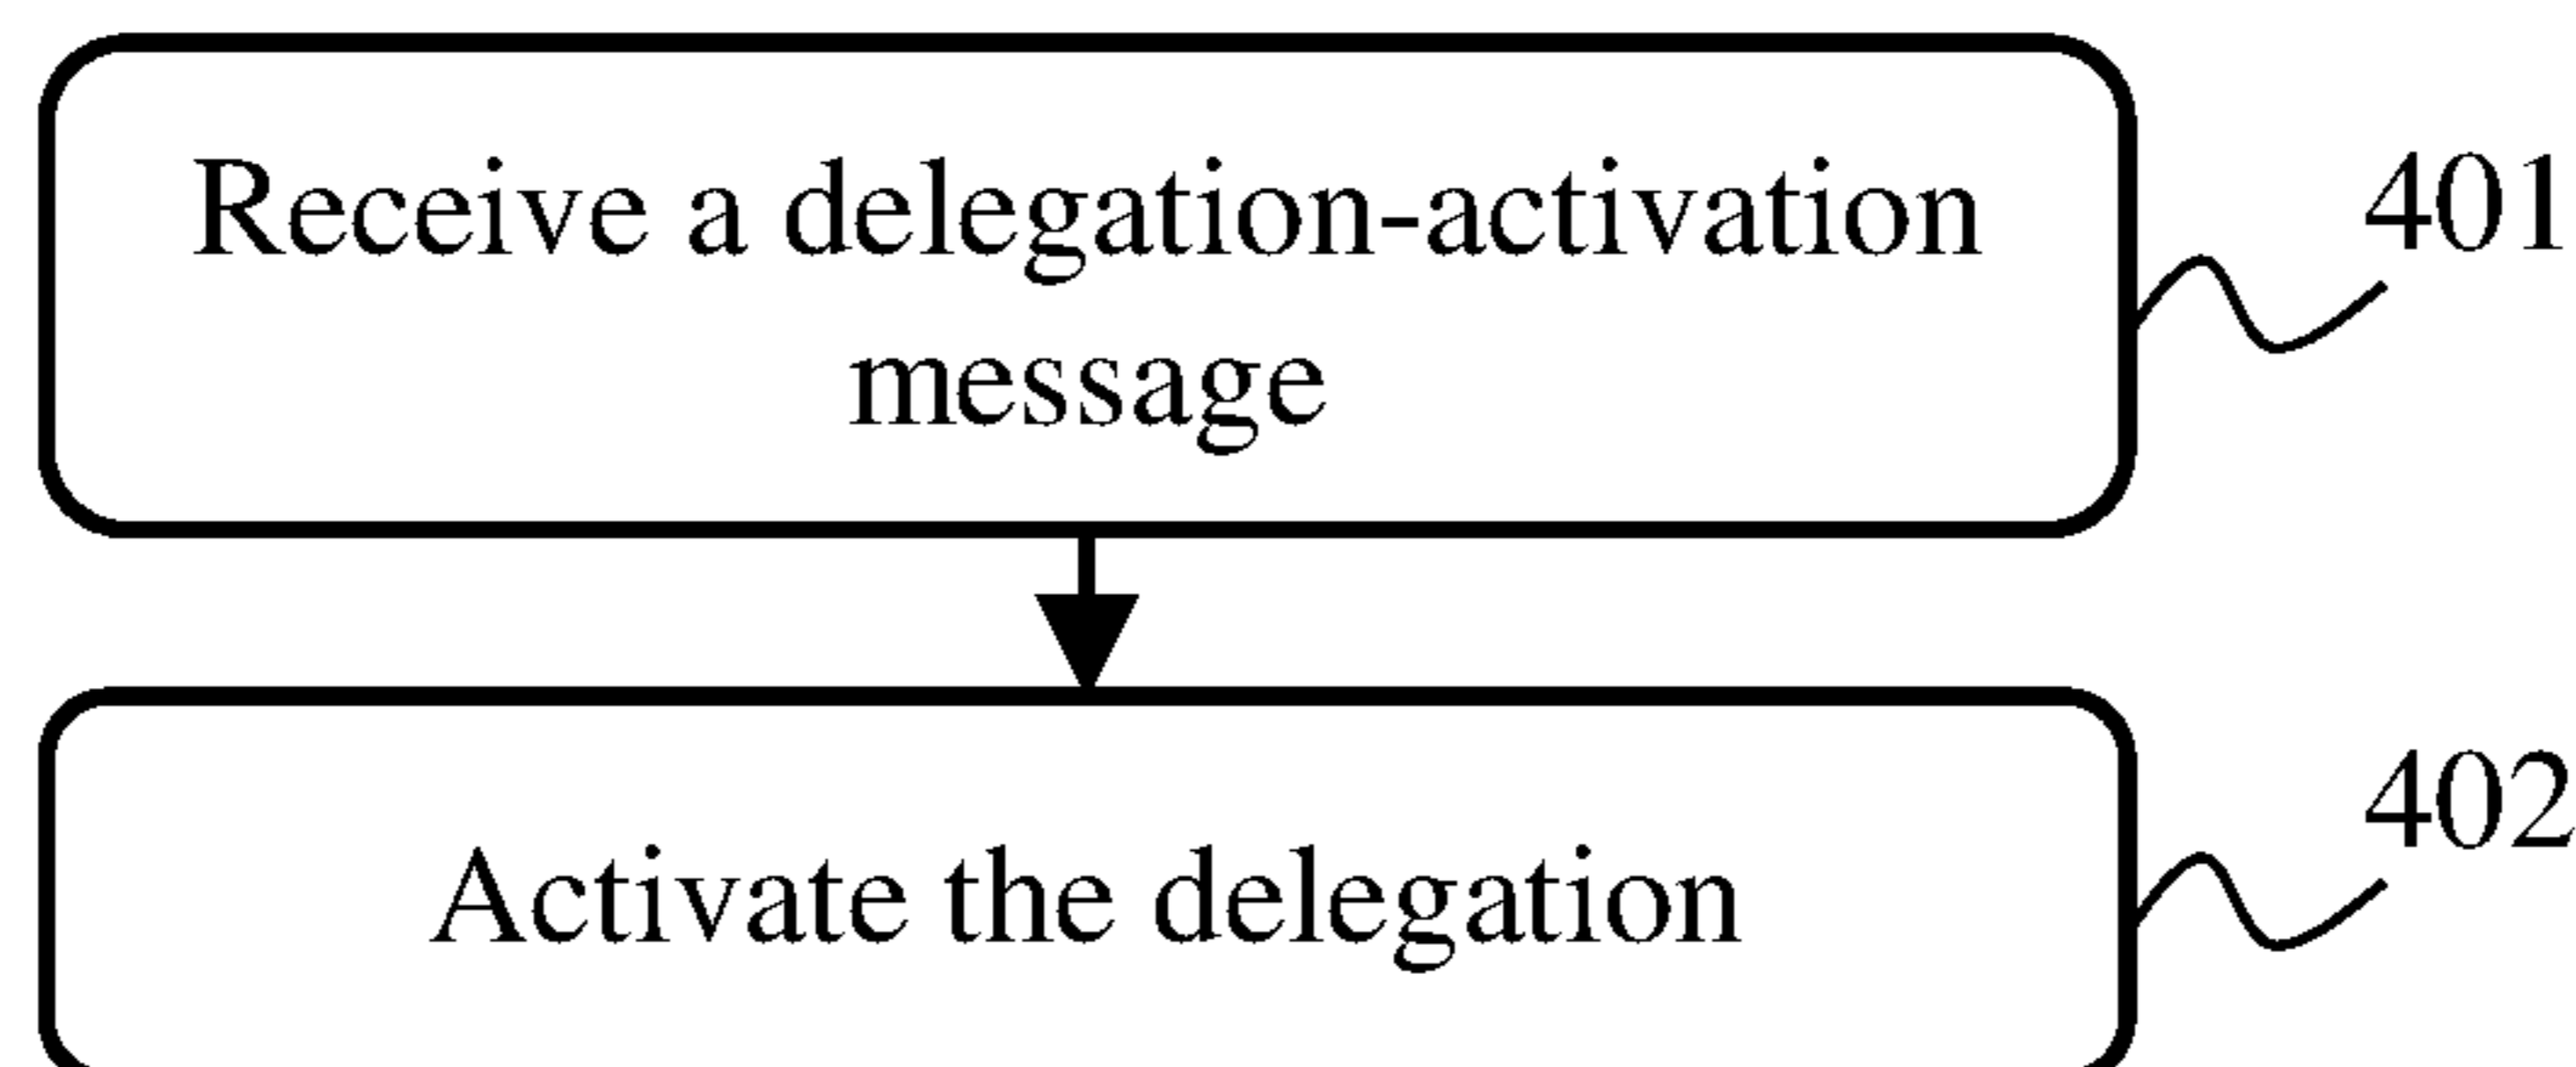 Receive a delegation-activation
message
401
Activate the delegation
402